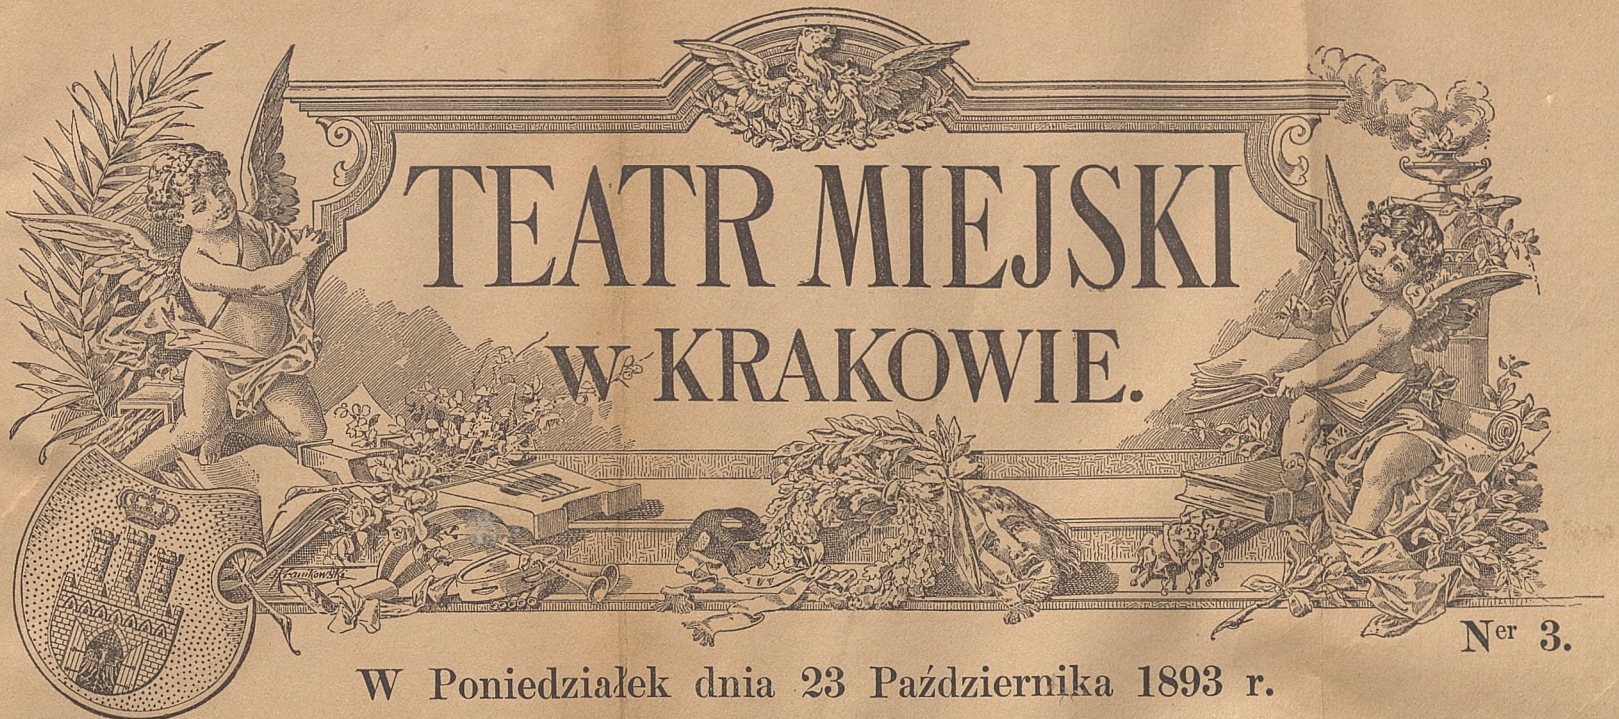 TEATR MIEJSKI
W KRAKOWIE.
Ner 3.
W Poniedziałek dnia 23 Października 1893 r.